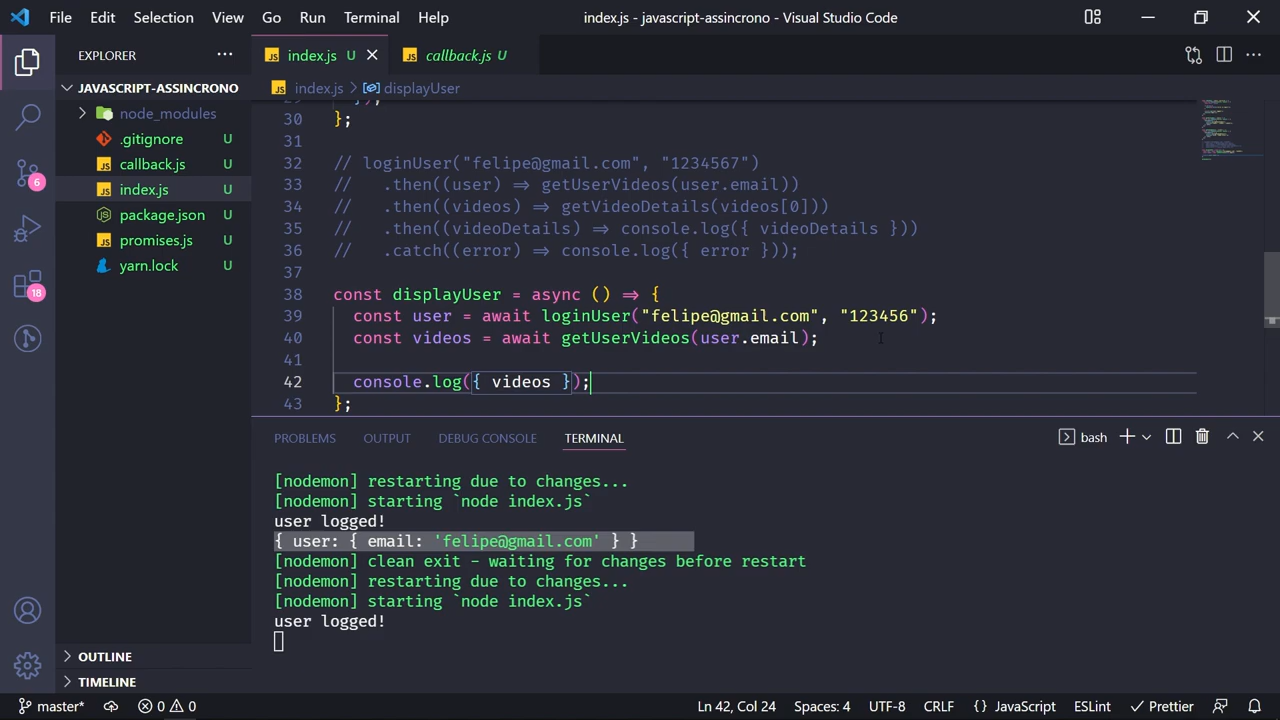 File Edit Selection View Go Run Terminal Help
index.js - javascript-assincrono - Visual Studio Code
EXPLORER
JAVASCRIPT-ASSINCRONO
node_modules
.gitignore U
callback.js U
index.js U
package.json U
promises.js U
yarn.lock U
6
18
OUTLINE
TIMELINE
index.js U
callback.js U
index.js > displayUser
30 };
31
32 // loginUser("felipe@gmail.com", "1234567")
33 //   .then((user) => getUserVideos(user.email))
34 //   .then((videos) => getVideoDetails(videos[0]))
35 //   .then((videoDetails) => console.log({ videoDetails }))
36 //   .catch((error) => console.log({ error }));
37
38 const displayUser = async () => {
39   const user = await loginUser("felipe@gmail.com", "123456");
40   const videos = await getUserVideos(user.email);
41
42   console.log({ videos });
43 };
PROBLEMS OUTPUT DEBUG CONSOLE TERMINAL
bash
[nodemon] restarting due to changes...
[nodemon] starting `node index.js`
user logged!
{ user: { email: 'felipe@gmail.com' } }
[nodemon] clean exit - waiting for changes before restart
[nodemon] restarting due to changes...
[nodemon] starting `node index.js`
user logged!
master* 0 0 Ln 42, Col 24 Spaces: 4 UTF-8 CRLF {} JavaScript ESLint Prettier